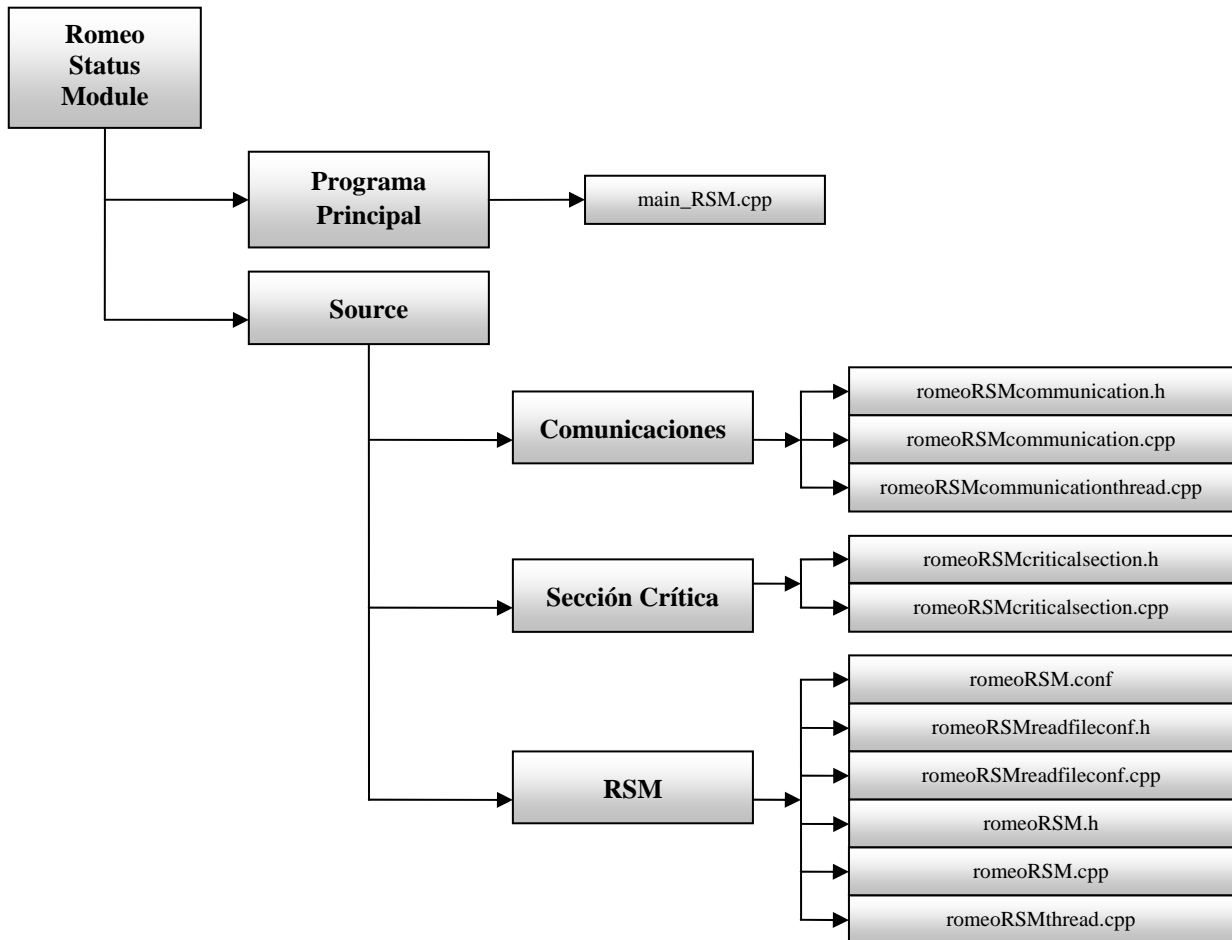 Romeo
Status
Module
Programa
Principal
main_RSM.cpp
Source
Comunicaciones
romeoRSMcommunication.h
romeoRSMcommunication.cpp
romeoRSMcommunicationthread.cpp
Sección Crítica
romeoRSMcriticalsection.h
romeoRSMcriticalsection.cpp
RSM
romeoRSM.conf
romeoRSMreadfileconf.h
romeoRSMreadfileconf.cpp
romeoRSM.h
romeoRSM.cpp
romeoRSMthread.cpp